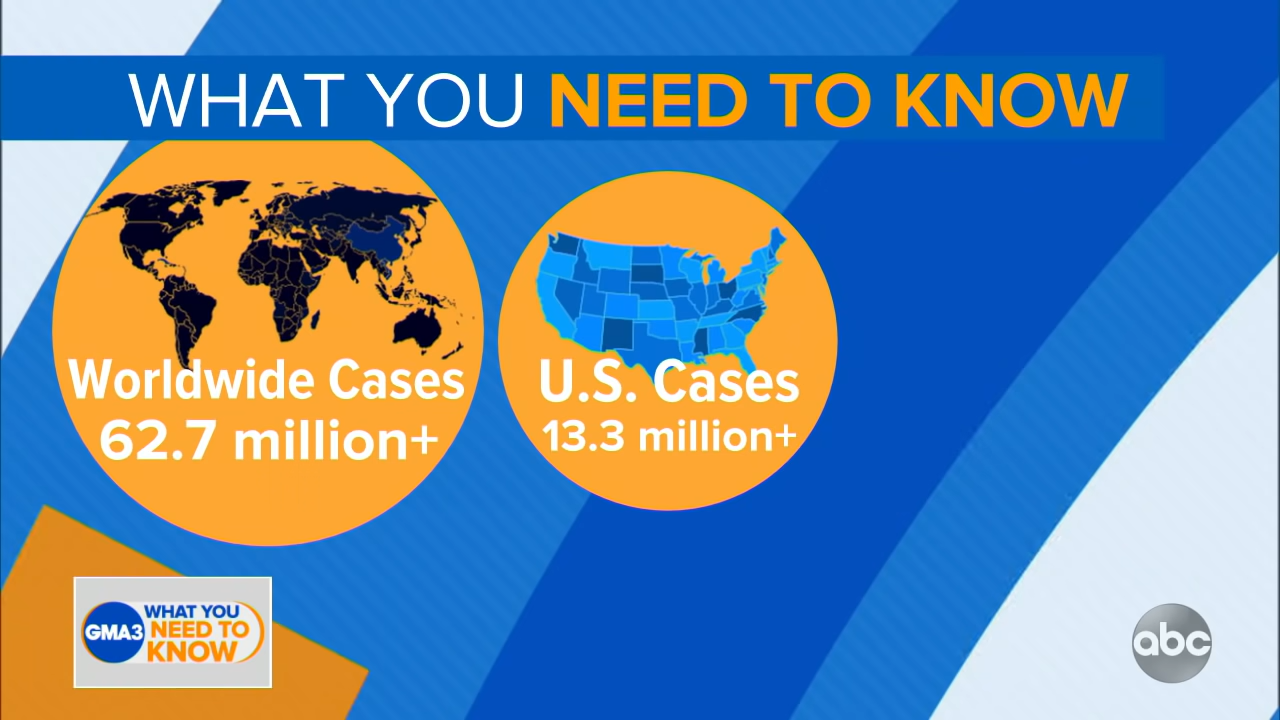 WHAT YOU NEED TO KNOW
Worldwide Cases
62.7 million+
U.S. Cases
13.3 million+
GMA3
WHAT YOU
NEED TO
KNOW
abc